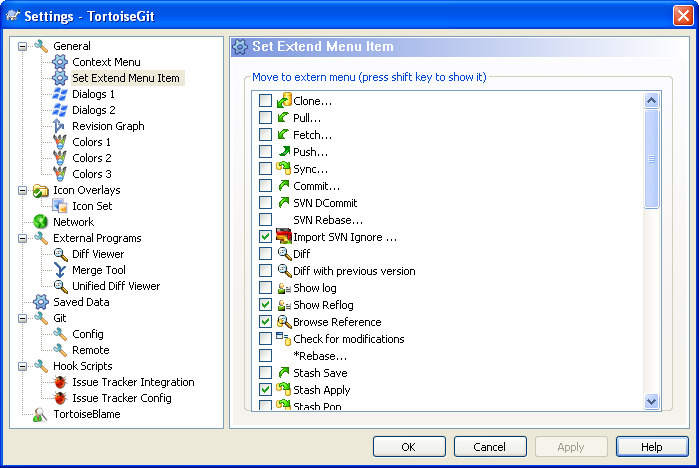 Settings - TortoiseGit
General
Context Menu
Set Extend Menu Item
Dialogs 1
Dialogs 2
Revision Graph
Colors 1
Colors 2
Colors 3
Icon Overlays
Icon Set
Network
External Programs
Diff Viewer
Merge Tool
Unified Diff Viewer
Saved Data
Git
Config
Remote
Hook Scripts
Issue Tracker Integration
Issue Tracker Config
TortoiseBlame
Set Extend Menu Item
Move to extern menu (press shift key to show it)
Clone...
Pull...
Fetch...
Push...
Sync...
Commit...
SVN DCommit
SVN Rebase...
Import SVN Ignore ...
Diff
Diff with previous version
Show log
Show Reflog
Browse Reference
Check for modifications
*Rebase...
Stash Save
Stash Apply
Stash Pop
OK
Cancel
Apply
Help